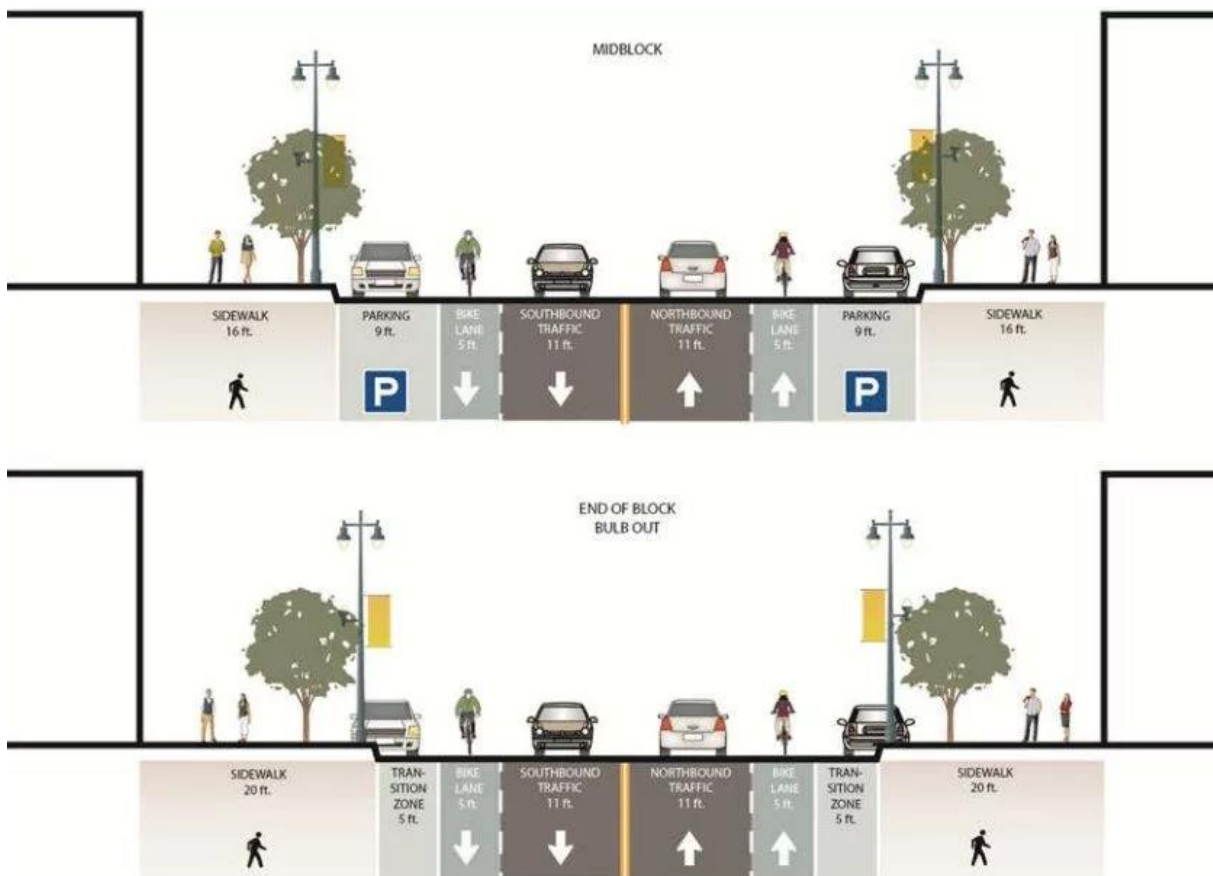 MIDBLOCK
SIDEWALK
16 ft.
PARKING
9 ft.
BIKE
LANE
5 ft.
SOUTHBOUND
TRAFFIC
11 ft.
NORTHBOUND
TRAFFIC
11 ft.
BIKE
LANE
5 ft.
PARKING
9 ft.
SIDEWALK
16 ft.
P
P
END OF BLOCK
BULB OUT
SIDEWALK
20 ft.
TRAN-
SITION
ZONE
5 ft.
BIKE
LANE
5 ft.
SOUTHBOUND
TRAFFIC
11 ft.
NORTHBOUND
TRAFFIC
11 ft.
BIKE
LANE
5 ft.
TRAN-
SITION
ZONE
5 ft.
SIDEWALK
20 ft.